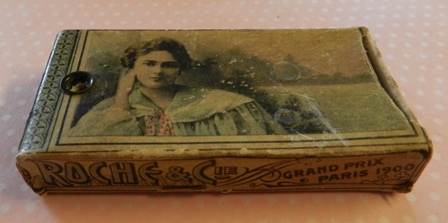 ROCHE & CIE
GRAND PRIX
PARIS 1900